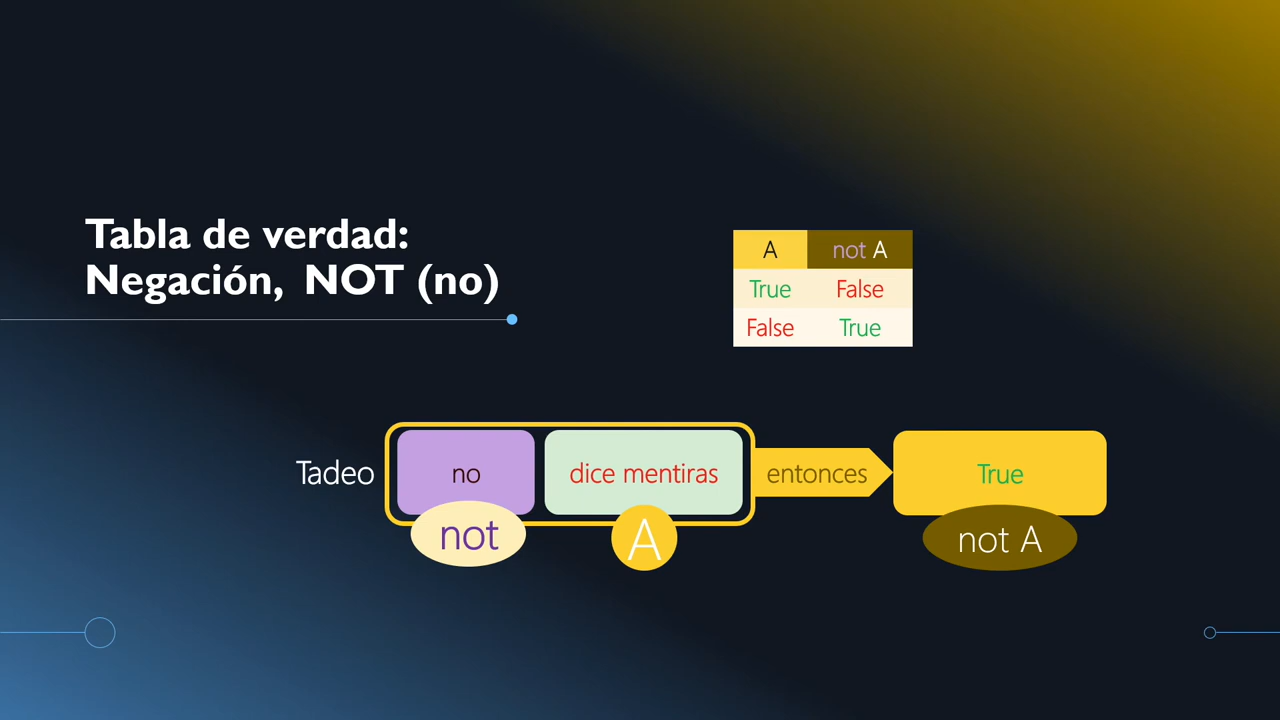 Tabla de verdad:
Negación, NOT (no)
A not A
True False
False True
Tadeo no dice mentiras entonces True
not A not A